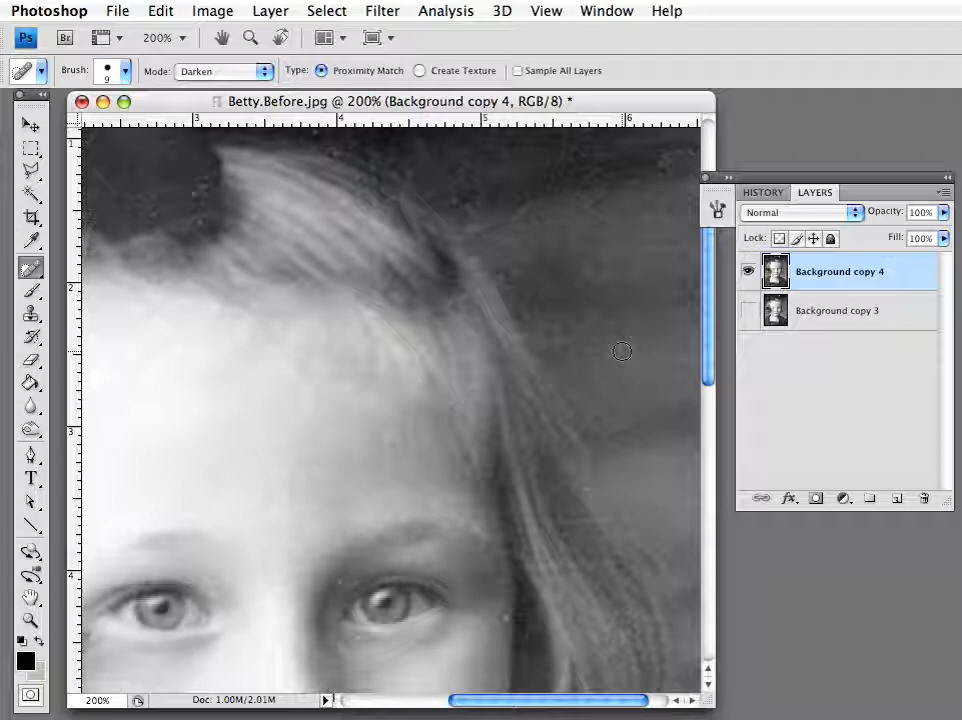 Photoshop File Edit Image Layer Select Filter Analysis 3D View Window Help
Ps Br 200%
Brush: 9 Mode: Darken Type: Proximity Match Create Texture Sample All Layers
Betty.Before.jpg @ 200% (Background copy 4, RGB/8) *
3 4 5 6
1
2
3
4
HISTORY LAYERS
Normal Opacity: 100%
Lock: Fill: 100%
Background copy 4
Background copy 3
fx
T
200% Doc: 1.00M/2.01M